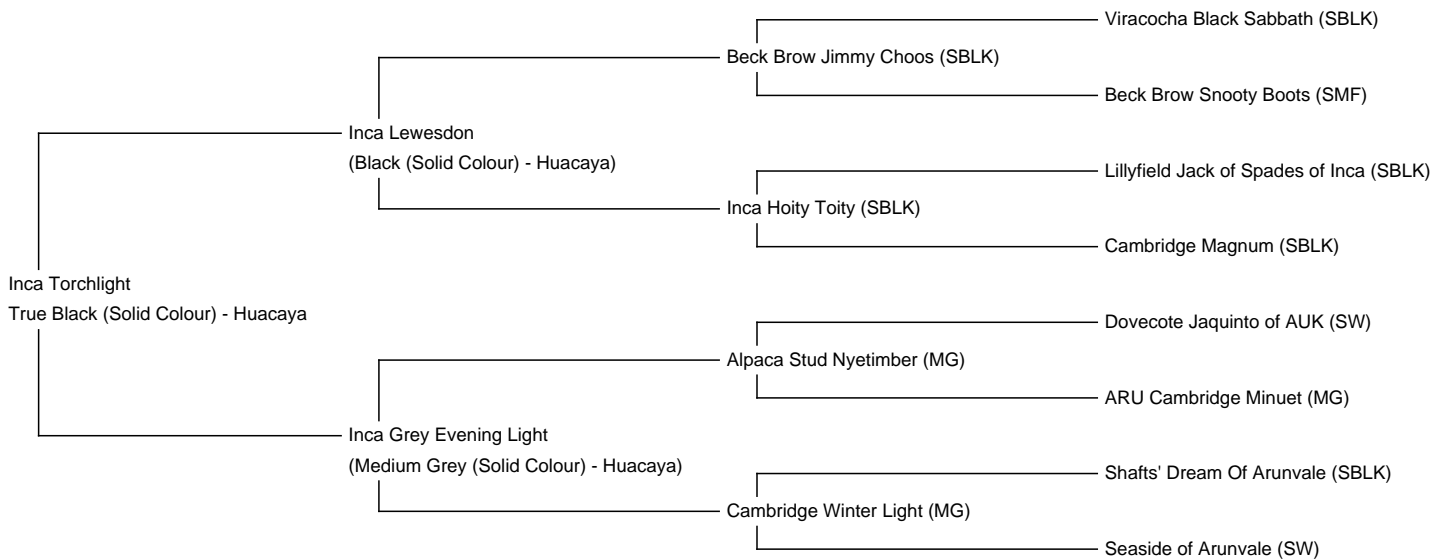 Viracocha Black Sabbath (SBLK)
Beck Brow Jimmy Choos (SBLK)
Beck Brow Snooty Boots (SMF)
Inca Lewesdon
(Black (Solid Colour) - Huacaya)
Lillyfield Jack of Spades of Inca (SBLK)
Inca Hoity Toity (SBLK)
Cambridge Magnum (SBLK)
Inca Torchlight
True Black (Solid Colour) - Huacaya
Dovecote Jaquinto of AUK (SW)
Alpaca Stud Nyetimber (MG)
ARU Cambridge Minuet (MG)
Inca Grey Evening Light
(Medium Grey (Solid Colour) - Huacaya)
Shafts' Dream Of Arunvale (SBLK)
Cambridge Winter Light (MG)
Seaside of Arunvale (SW)